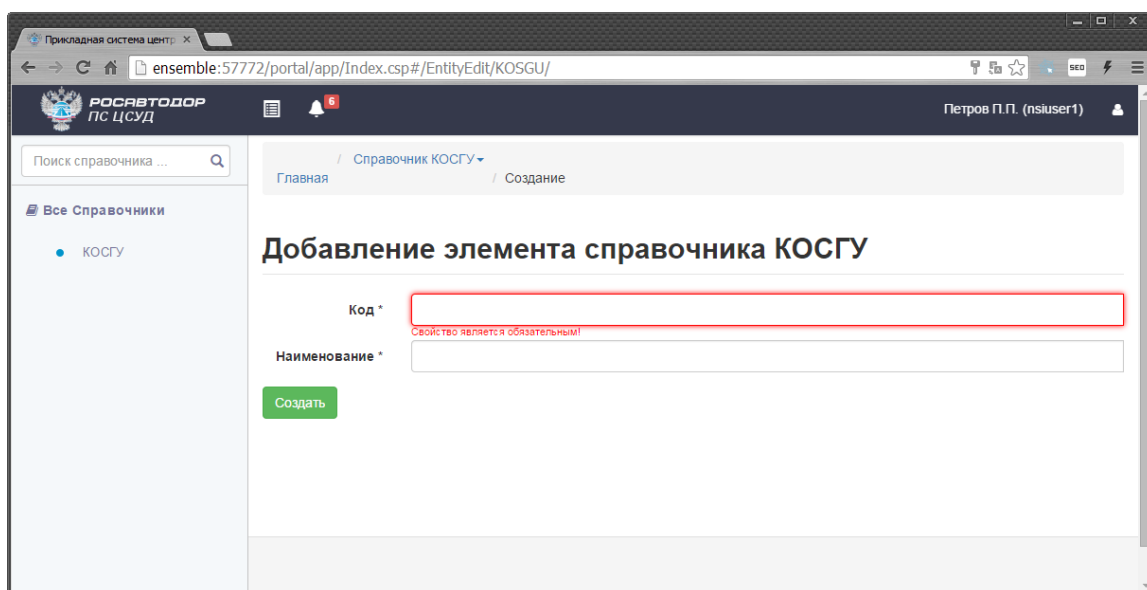 Прикладная система центр
ensemble:57772/portal/app/Index.csp#/EntityEdit/KOSGU/
SEO
РОСАВТОДОР
ПС ЦСУД
6
Петров П.П. (nsiuser1)
Поиск справочника ...
/ Справочник КОСГУ
Главная / Создание
Все Справочники
КОСГУ
Добавление элемента справочника КОСГУ
Код *
Свойство является обязательным!
Наименование *
Создать